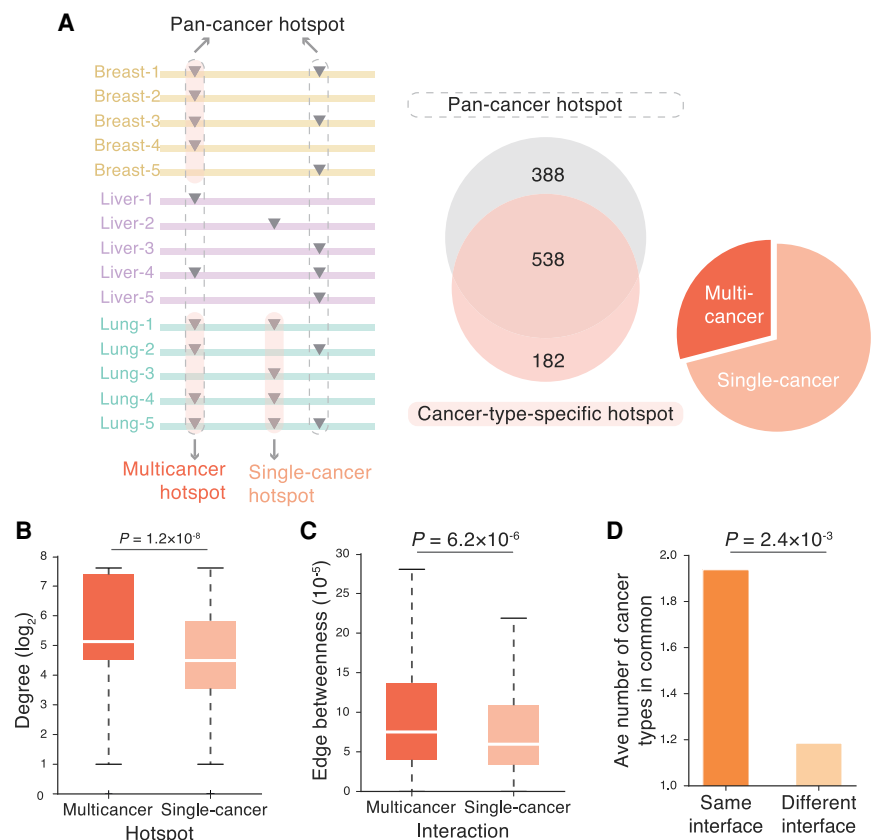 A
Pan-cancer hotspot
Breast-1
Breast-2
Breast-3
Breast-4
Breast-5
Liver-1
Liver-2
Liver-3
Liver-4
Liver-5
Lung-1
Lung-2
Lung-3
Lung-4
Lung-5
Multicancer
hotspot
Single-cancer
hotspot
Pan-cancer hotspot
388
538
182
Cancer-type-specific hotspot
Multi-
cancer
Single-cancer
B
P = 1.2×10⁻⁸
Degree (log₂)
8
7
6
5
4
3
2
1
0
Multicancer Single-cancer
Hotspot
C
P = 6.2×10⁻⁶
Edge betweenness (10⁻⁵)
30
25
20
15
10
5
0
Multicancer Single-cancer
Interaction
D
P = 2.4×10⁻³
Ave number of cancer
types in common
2.0
1.8
1.6
1.4
1.2
1.0
Same
interface
Different
interface